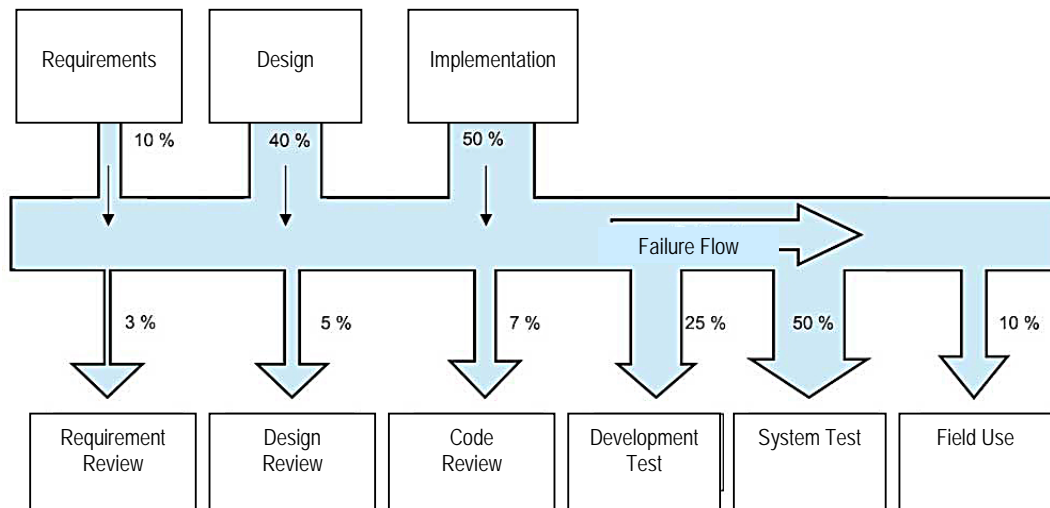 Requirements
Design
Implementation
10 %
40 %
50 %
Failure Flow
3 %
5 %
7 %
25 %
50 %
10 %
Requirement
Review
Design
Review
Code
Review
Development
Test
System Test
Field Use